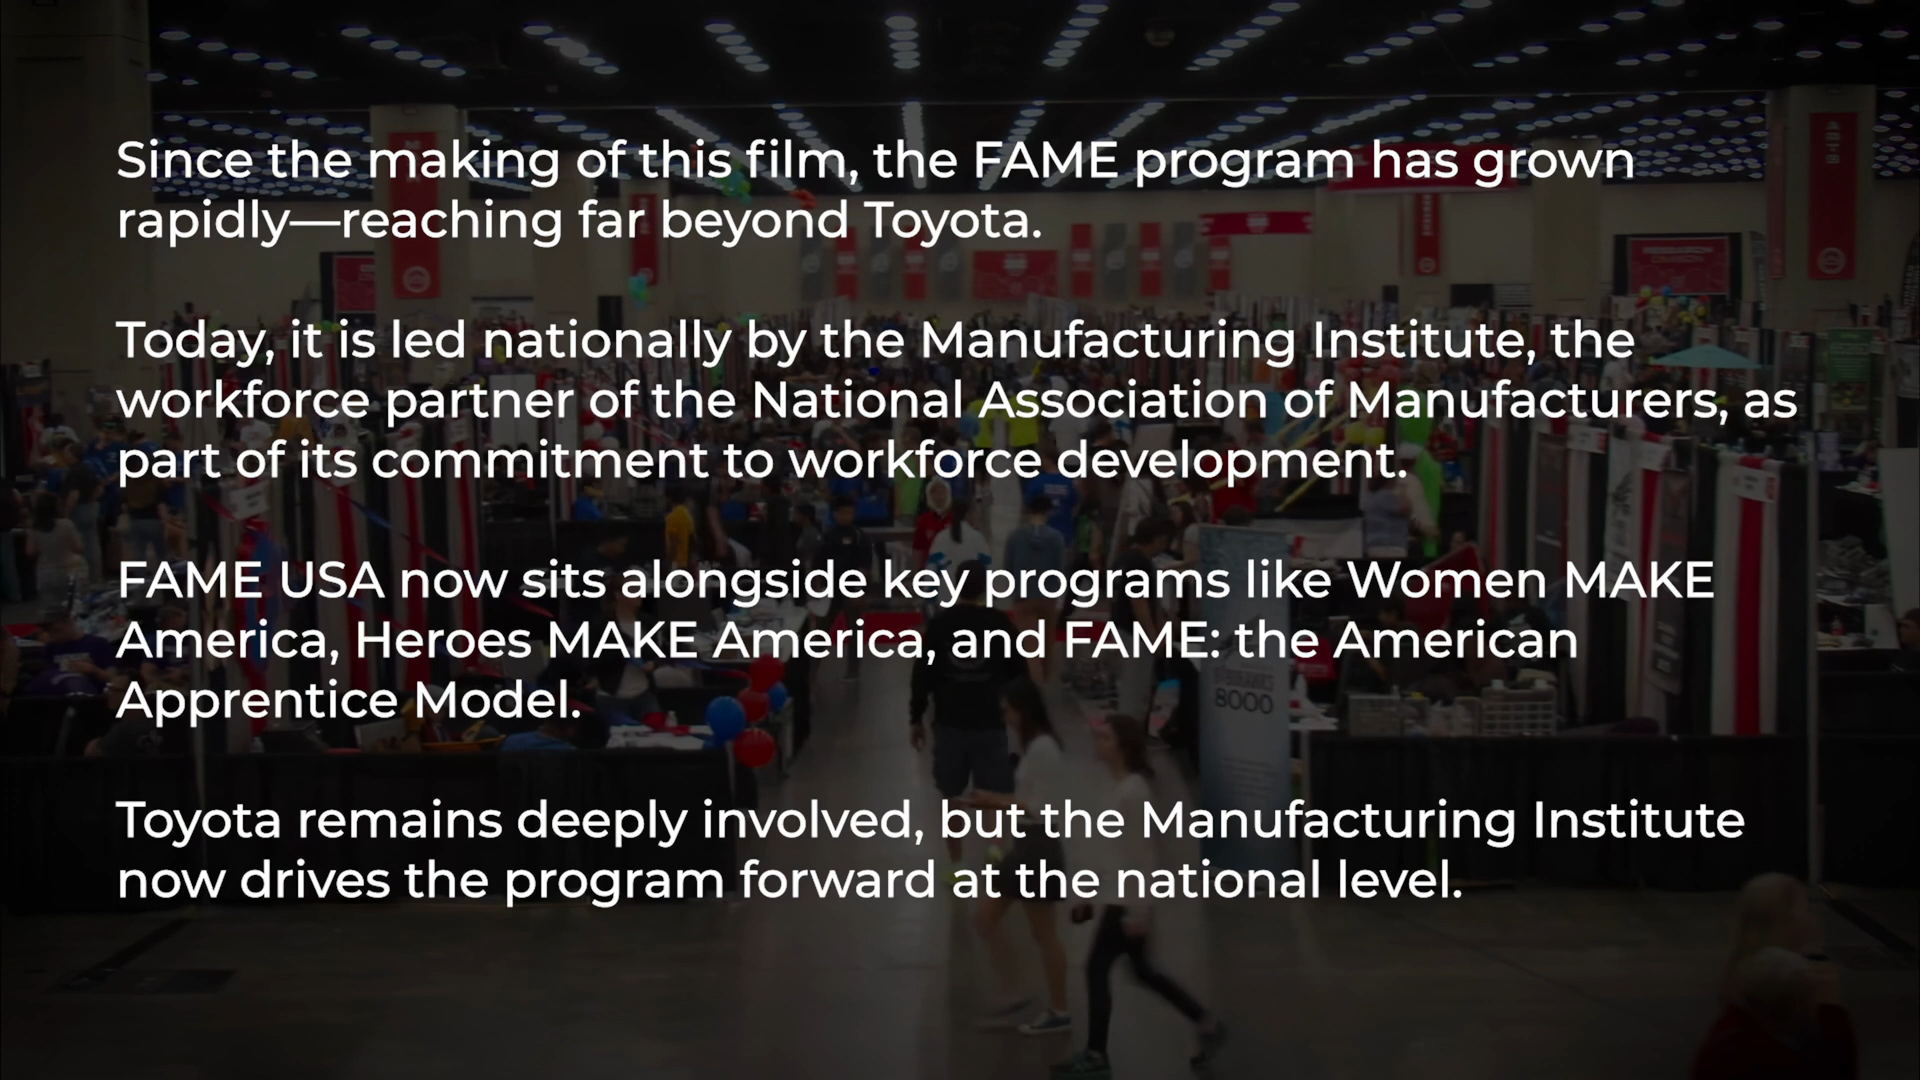 Since the making of this film, the FAME program has grown
rapidly—reaching far beyond Toyota.
Today, it is led nationally by the Manufacturing Institute, the
workforce partner of the National Association of Manufacturers, as
part of its commitment to workforce development.
FAME USA now sits alongside key programs like Women MAKE
America, Heroes MAKE America, and FAME: the American
Apprentice Model.
Toyota remains deeply involved, but the Manufacturing Institute
now drives the program forward at the national level.
8000